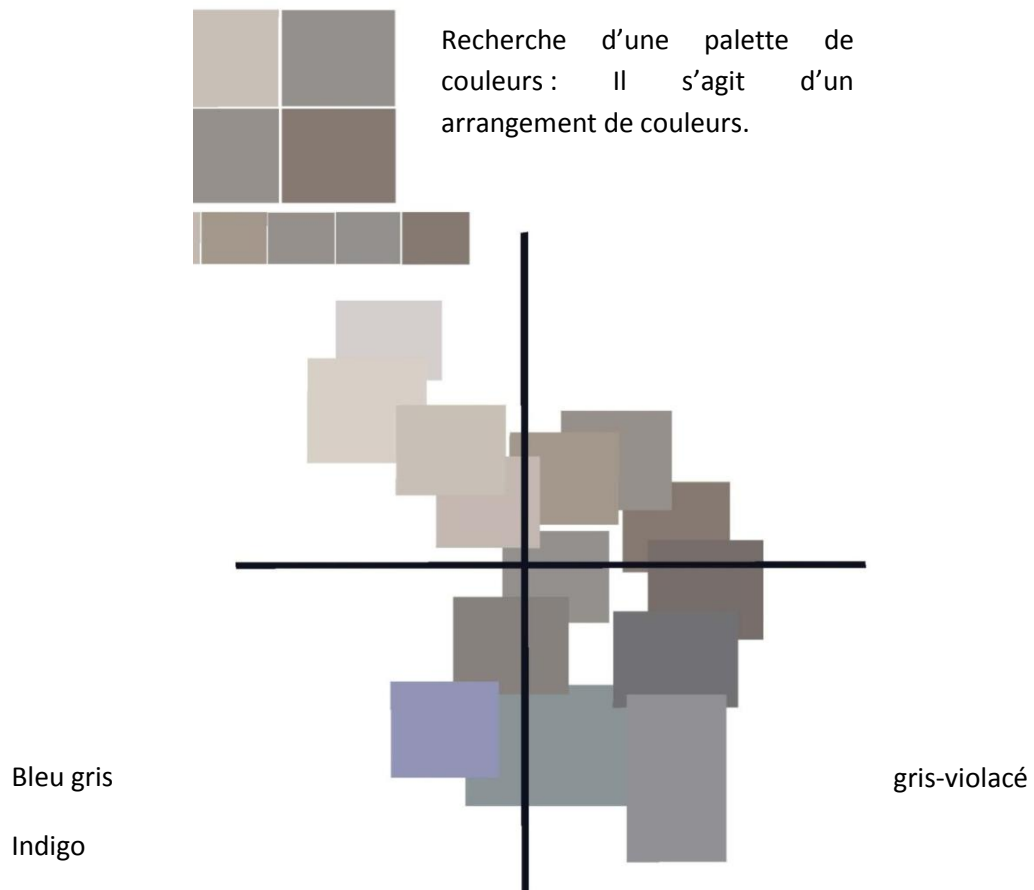 Recherche d’une palette de
couleurs : Il s’agit d’un
arrangement de couleurs.
Bleu gris gris-violacé
Indigo